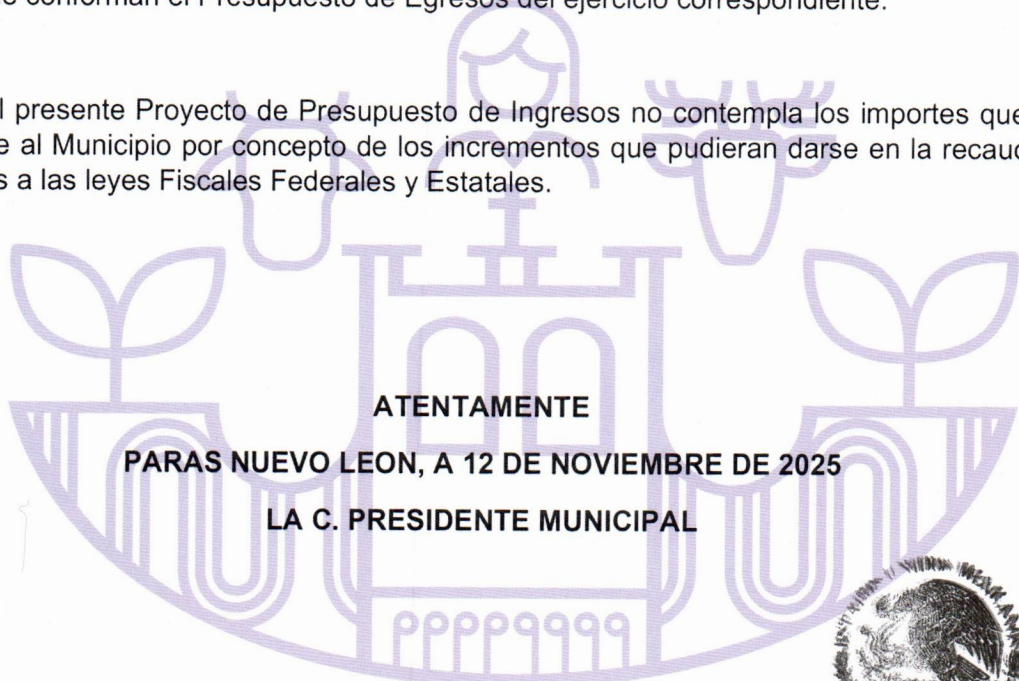 conforman el Presupuesto de Egresos del ejercicio correspondiente.
presente Proyecto de Presupuesto de Ingresos no contempla los importes que
al Municipio por concepto de los incrementos que pudieran darse en la recauc
s a las leyes Fiscales Federales y Estatales.
ATENTAMENTE
PARAS NUEVO LEON, A 12 DE NOVIEMBRE DE 2025
LA C. PRESIDENTE MUNICIPAL